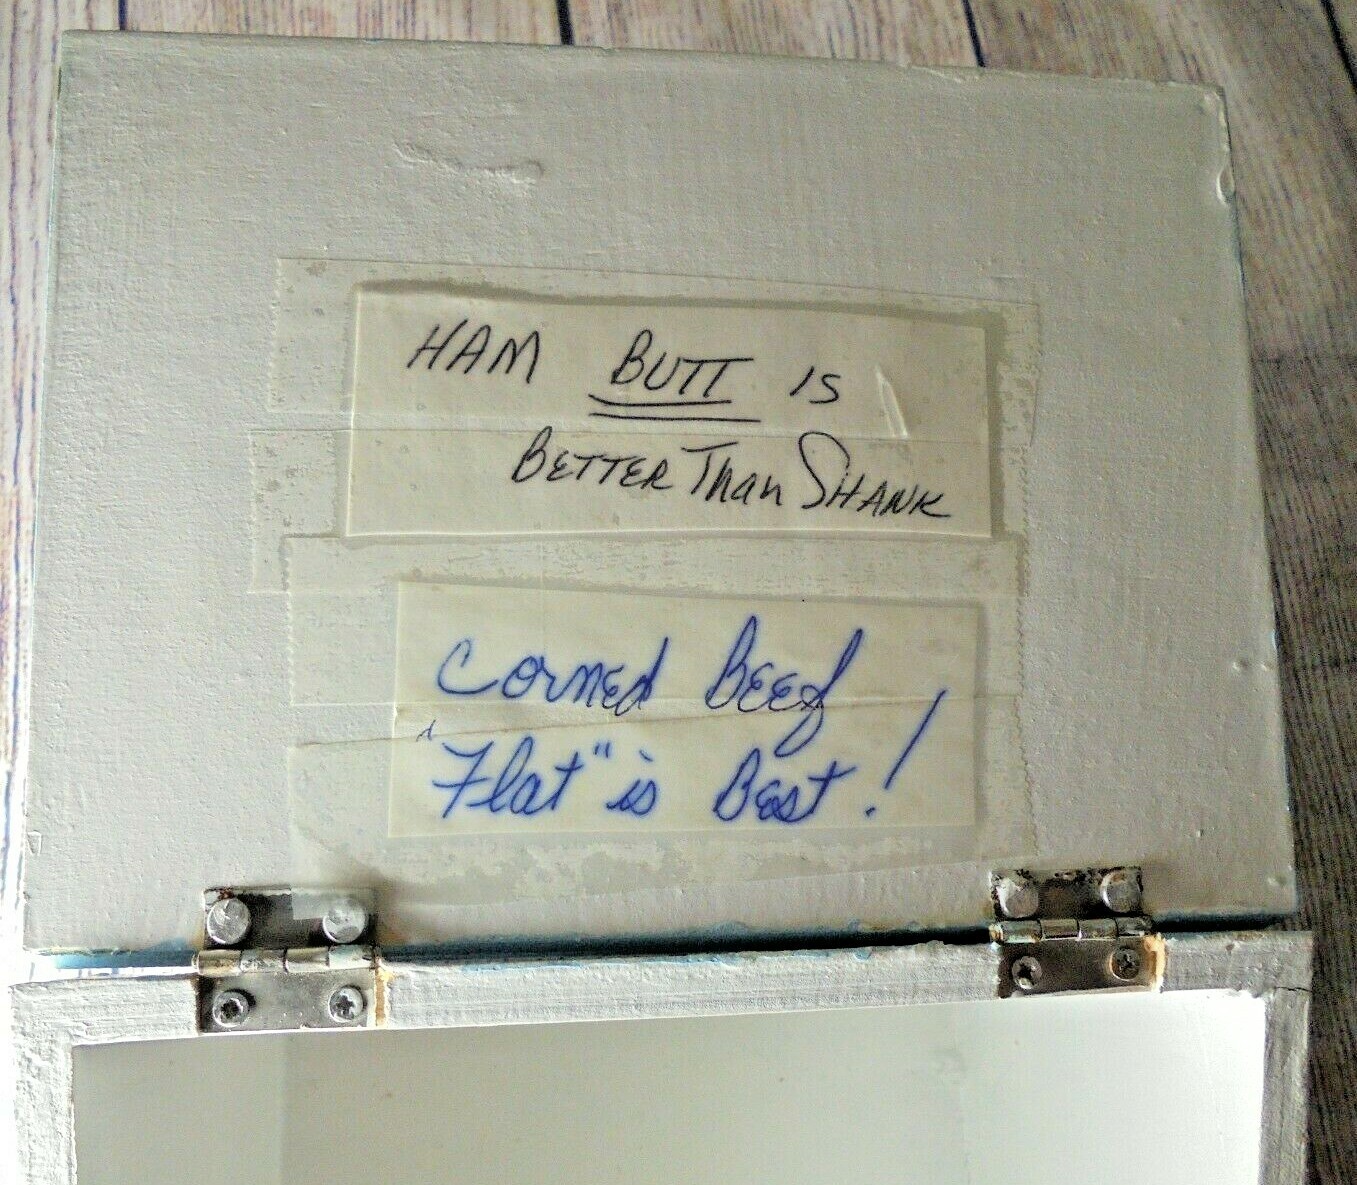 HAM BUTT IS
BETTER Than SHANK
Corned Beef
"Flat" is Best!